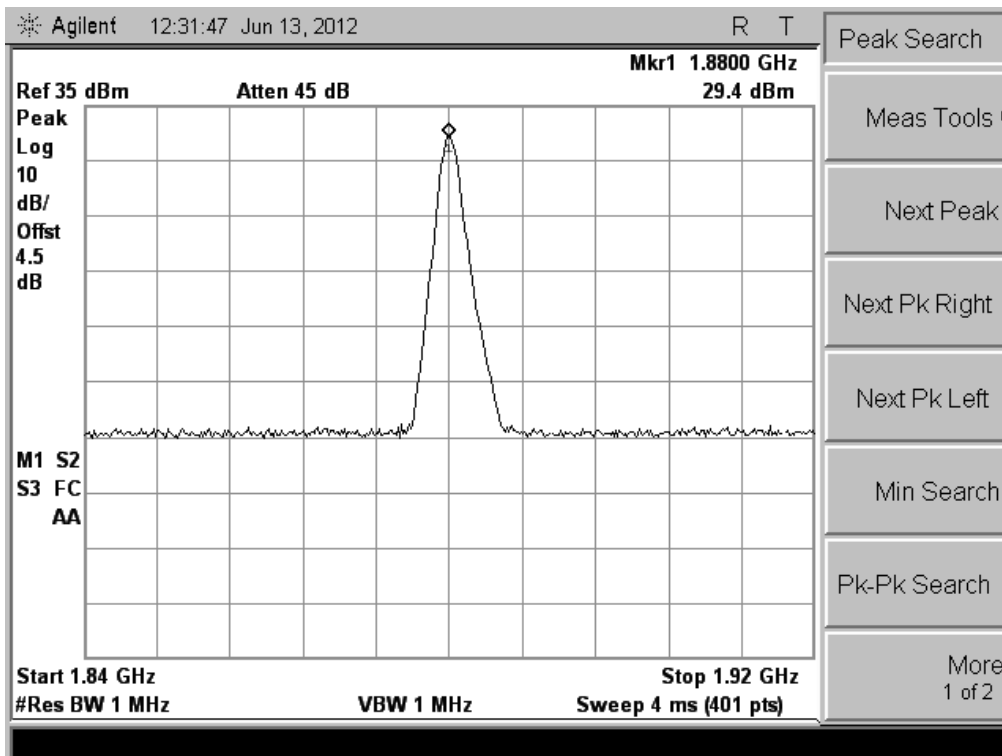 Agilent 12:31:47 Jun 13, 2012 R T
Mkr1 1.8800 GHz
Ref 35 dBm Atten 45 dB 29.4 dBm
Peak
Log
10
dB/
Offst
4.5
dB
M1 S2
S3 FC
AA
Start 1.84 GHz Stop 1.92 GHz
#Res BW 1 MHz VBW 1 MHz Sweep 4 ms (401 pts)
Peak Search
Meas Tools
Next Peak
Next Pk Right
Next Pk Left
Min Search
Pk-Pk Search
More
1 of 2